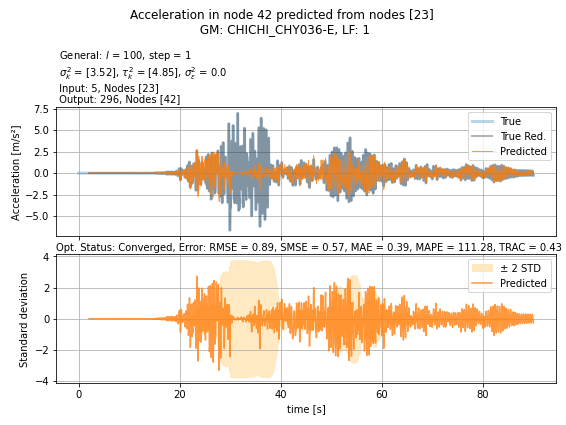 Acceleration in node 42 predicted from nodes [23]
GM: CHICHI_CHY036-E, LF: 1
General: l = 100, step = 1
σ²ₖ = [3.52], τ²ₖ = [4.85], σ²ₑ = 0.0
Input: 5, Nodes [23]
Output: 296, Nodes [42]
Acceleration [m/s²]
7.5
5.0
2.5
0.0
−2.5
−5.0
True
True Red.
Predicted
Opt. Status: Converged, Error: RMSE = 0.89, SMSE = 0.57, MAE = 0.39, MAPE = 111.28, TRAC = 0.43
Standard deviation
4
2
0
−2
−4
± 2 STD
Predicted
0 20 40 60 80
time [s]